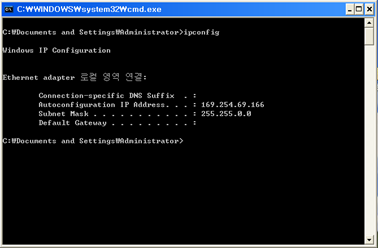 C:₩WINDOWS₩system32₩cmd.exe
C:₩Documents and Settings₩Administrator>ipconfig
Windows IP Configuration
Ethernet adapter 로컬 영역 연결:
Connection-specific DNS Suffix . :
Autoconfiguration IP Address. . . : 169.254.69.166
Subnet Mask . . . . . . . . . . . : 255.255.0.0
Default Gateway . . . . . . . . . :
C:₩Documents and Settings₩Administrator>